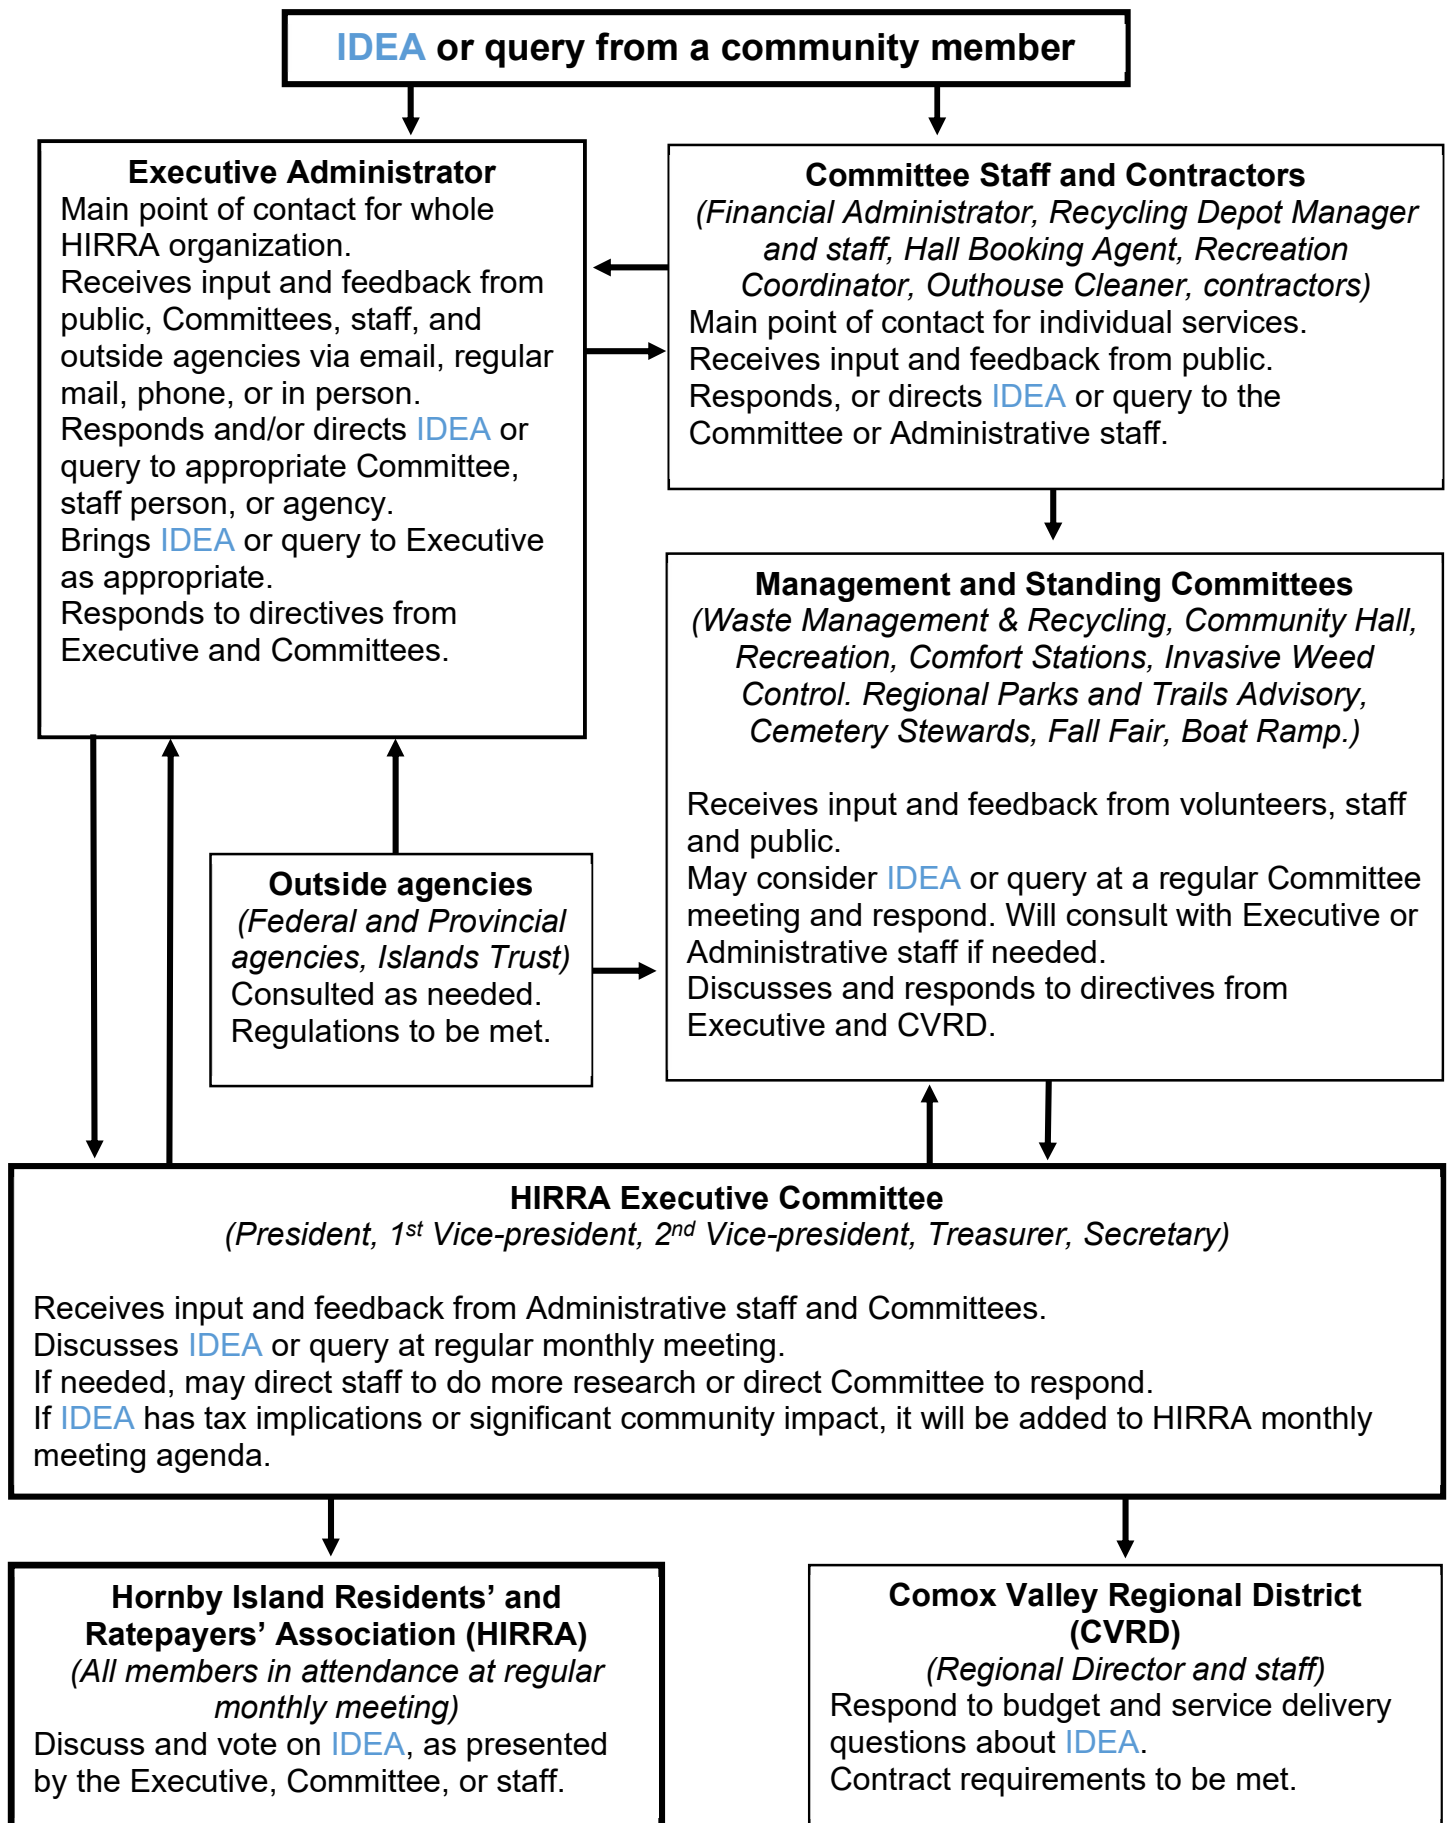 IDEA or query from a community member
Executive Administrator
Main point of contact for whole
HIRRA organization.
Receives input and feedback from
public, Committees, staff, and
outside agencies via email, regular
mail, phone, or in person.
Responds and/or directs IDEA or
query to appropriate Committee,
staff person, or agency.
Brings IDEA or query to Executive
as appropriate.
Responds to directives from
Executive and Committees.
Committee Staff and Contractors
(Financial Administrator, Recycling Depot Manager
and staff, Hall Booking Agent, Recreation
Coordinator, Outhouse Cleaner, contractors)
Main point of contact for individual services.
Receives input and feedback from public.
Responds, or directs IDEA or query to the
Committee or Administrative staff.
Management and Standing Committees
(Waste Management & Recycling, Community Hall,
Recreation, Comfort Stations, Invasive Weed
Control. Regional Parks and Trails Advisory,
Cemetery Stewards, Fall Fair, Boat Ramp.)
Receives input and feedback from volunteers, staff
and public.
May consider IDEA or query at a regular Committee
meeting and respond. Will consult with Executive or
Administrative staff if needed.
Discusses and responds to directives from
Executive and CVRD.
Outside agencies
(Federal and Provincial
agencies, Islands Trust)
Consulted as needed.
Regulations to be met.
HIRRA Executive Committee
(President, 1st Vice-president, 2nd Vice-president, Treasurer, Secretary)
Receives input and feedback from Administrative staff and Committees.
Discusses IDEA or query at regular monthly meeting.
If needed, may direct staff to do more research or direct Committee to respond.
If IDEA has tax implications or significant community impact, it will be added to HIRRA monthly
meeting agenda.
Hornby Island Residents’ and
Ratepayers’ Association (HIRRA)
(All members in attendance at regular
monthly meeting)
Discuss and vote on IDEA, as presented
by the Executive, Committee, or staff.
Comox Valley Regional District
(CVRD)
(Regional Director and staff)
Respond to budget and service delivery
questions about IDEA.
Contract requirements to be met.